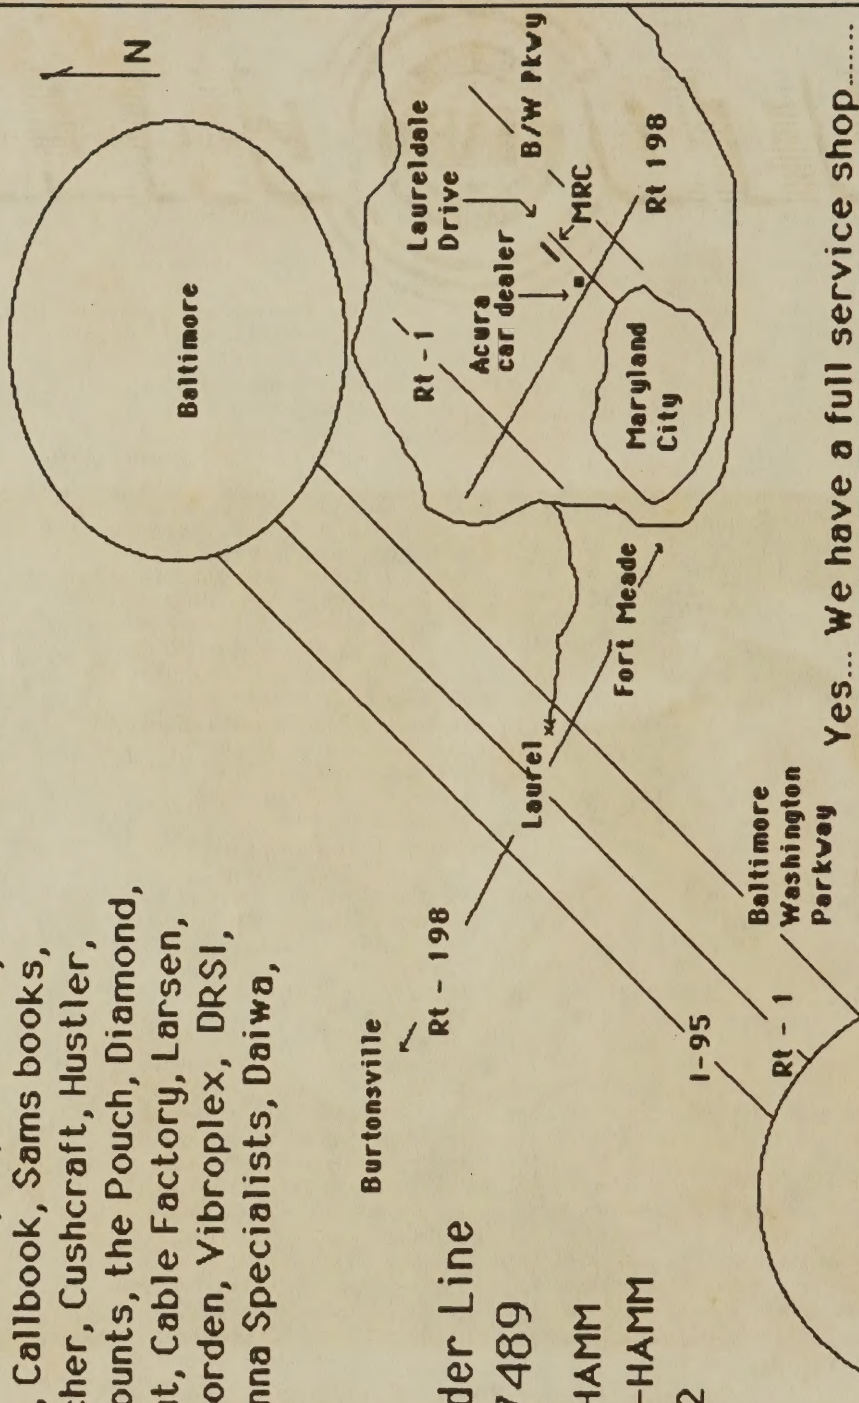 , Callbook, Sams books,
cher, Cushcraft, Hustler,
ounts, the Pouch, Diamond,
ut, Cable Factory, Larsen,
orden, Vibroplex, DRSI,
nna Specialists, Daiwa,
der Line
7489
HAMM
-HAMM
2
N
Baltimore
Burtonsville
Rt - 198
Laurel
Fort Meade
I-95
Rt - 1
Baltimore
Washington
Parkway
Rt - 1
Laureldale
Drive
Acura
car dealer
B/W Pkwy
MRC
Rt 198
Maryland
City
Yes... We have a full service shop.......